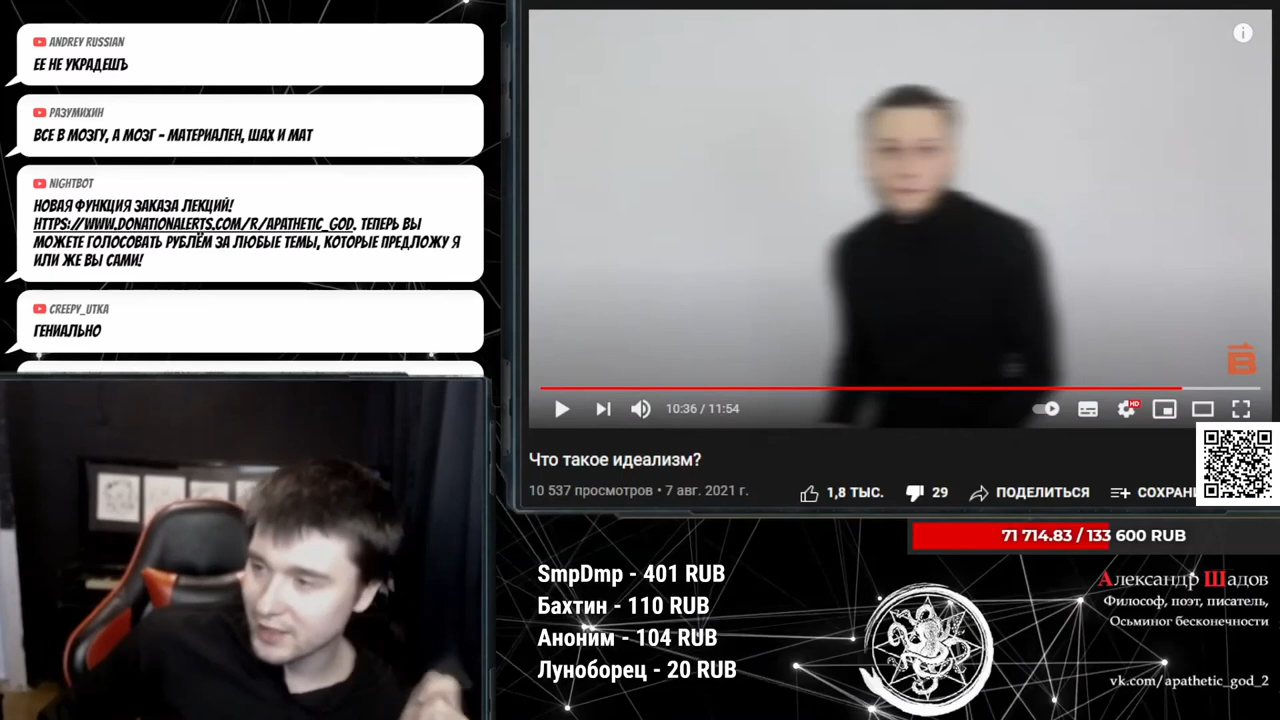 ANDREY RUSSIAN
ЕЕ НЕ УКРАДЕШЪ
РАЗУМИХИН
ВСЕ В МОЗГУ, А МОЗГ - МАТЕРИАЛЕН, ШАХ И МАТ
NIGHTBOT
НОВАЯ ФУНКЦИЯ ЗАКАЗА ЛЕКЦИЙ!
HTTPS://WWW.DONATIONALERTS.COM/R/APATHETIC_GOD. ТЕПЕРЬ ВЫ
МОЖЕТЕ ГОЛОСОВАТЬ РУБЛЁМ ЗА ЛЮБЫЕ ТЕМЫ, КОТОРЫЕ ПРЕДЛОЖУ Я
ИЛИ ЖЕ ВЫ САМИ!
CREEPY_UTKA
ГЕНИАЛЬНО
10:36 / 11:54
HD
Что такое идеализм?
10 537 просмотров • 7 авг. 2021 г.
1,8 ТЫС.
29
ПОДЕЛИТЬСЯ
СОХРАНИ
71 714.83 / 133 600 RUB
SmpDmp - 401 RUB
Бахтин - 110 RUB
Аноним - 104 RUB
Луноборец - 20 RUB
Александр Шадов
Философ, поэт, писатель,
Осьминог бесконечности
vk.com/apathetic_god_2